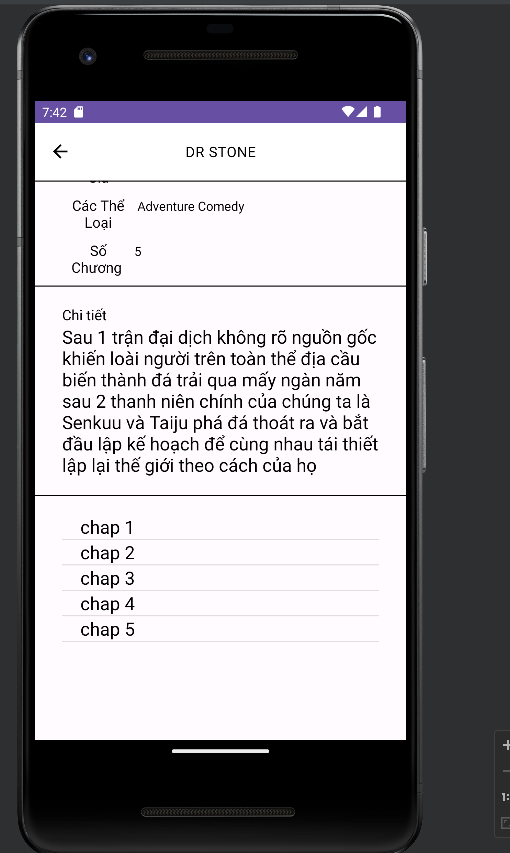 7:42
DR STONE
Các Thể
Loại
Adventure Comedy
Số
Chương
5
Chi tiết
Sau 1 trận đại dịch không rõ nguồn gốc
khiến loài người trên toàn thể địa cầu
biến thành đá trải qua mấy ngàn năm
sau 2 thanh niên chính của chúng ta là
Senkuu và Taiju phá đá thoát ra và bắt
đầu lập kế hoạch để cùng nhau tái thiết
lập lại thế giới theo cách của họ
chap 1
chap 2
chap 3
chap 4
chap 5